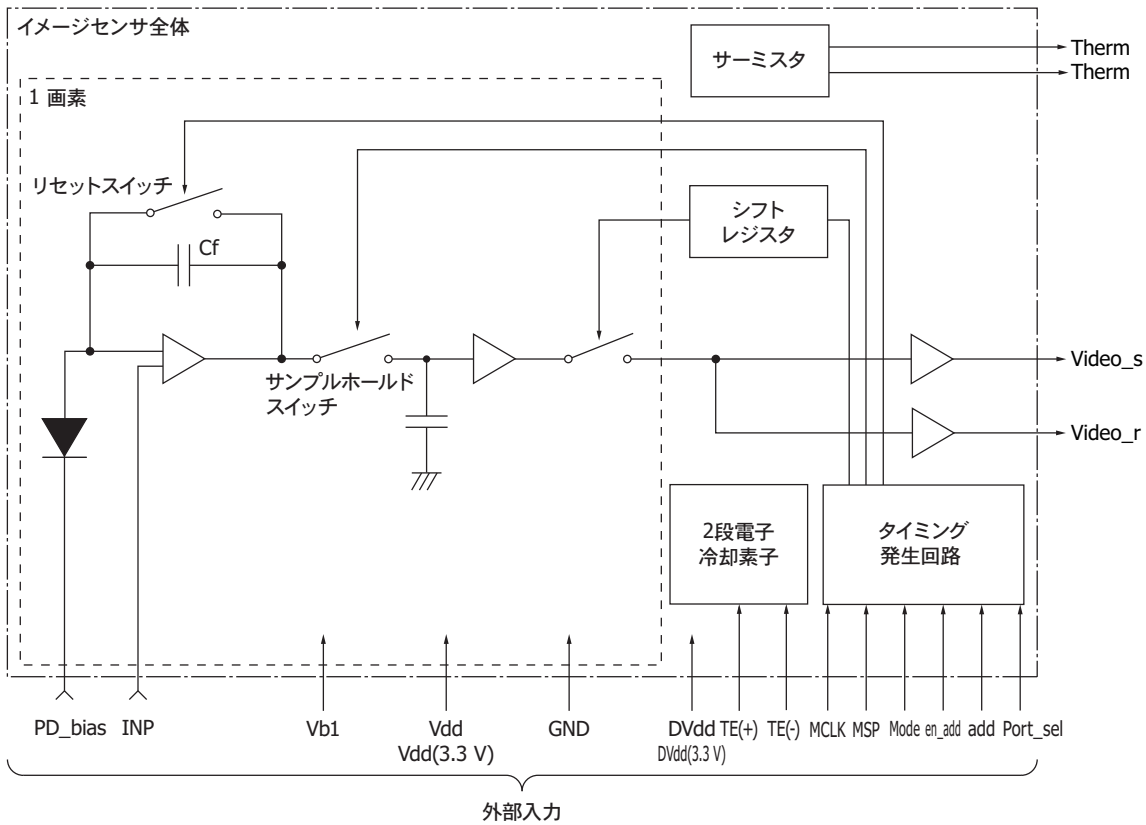 イメージセンサ全体
サーミスタ
Therm
Therm
1 画素
リセットスイッチ
シフト
レジスタ
Cf
サンプルホールド
スイッチ
Video_s
Video_r
2段電子
冷却素子
タイミング
発生回路
PD_bias
INP
Vb1
Vdd
Vdd(3.3 V)
GND
DVdd
DVdd(3.3 V)
TE(+)
TE(-)
MCLK
MSP
Mode
en_add
add
Port_sel
外部入力